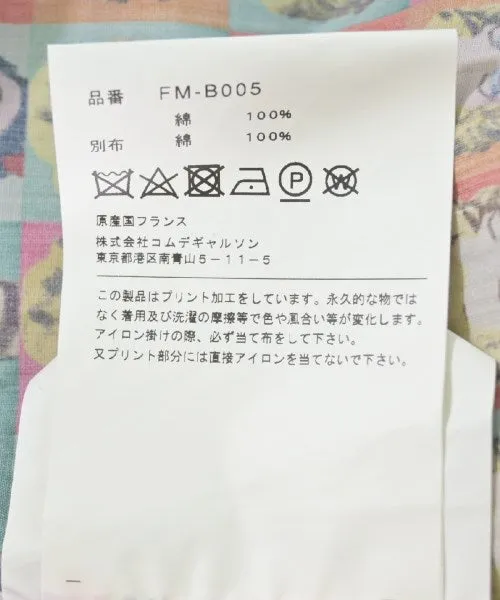 品番 FM-B005
綿 100%
別布 綿 100%
P W
原産国フランス
株式会社コムデギャルソン
東京都港区南青山5-11-5
この製品はプリント加工をしています。永久的な物では
なく着用及び洗濯の摩擦等で色や風合い等が変化します。
アイロン掛けの際、必ず当て布をして下さい。
又プリント部分には直接アイロンを当てないで下さい。